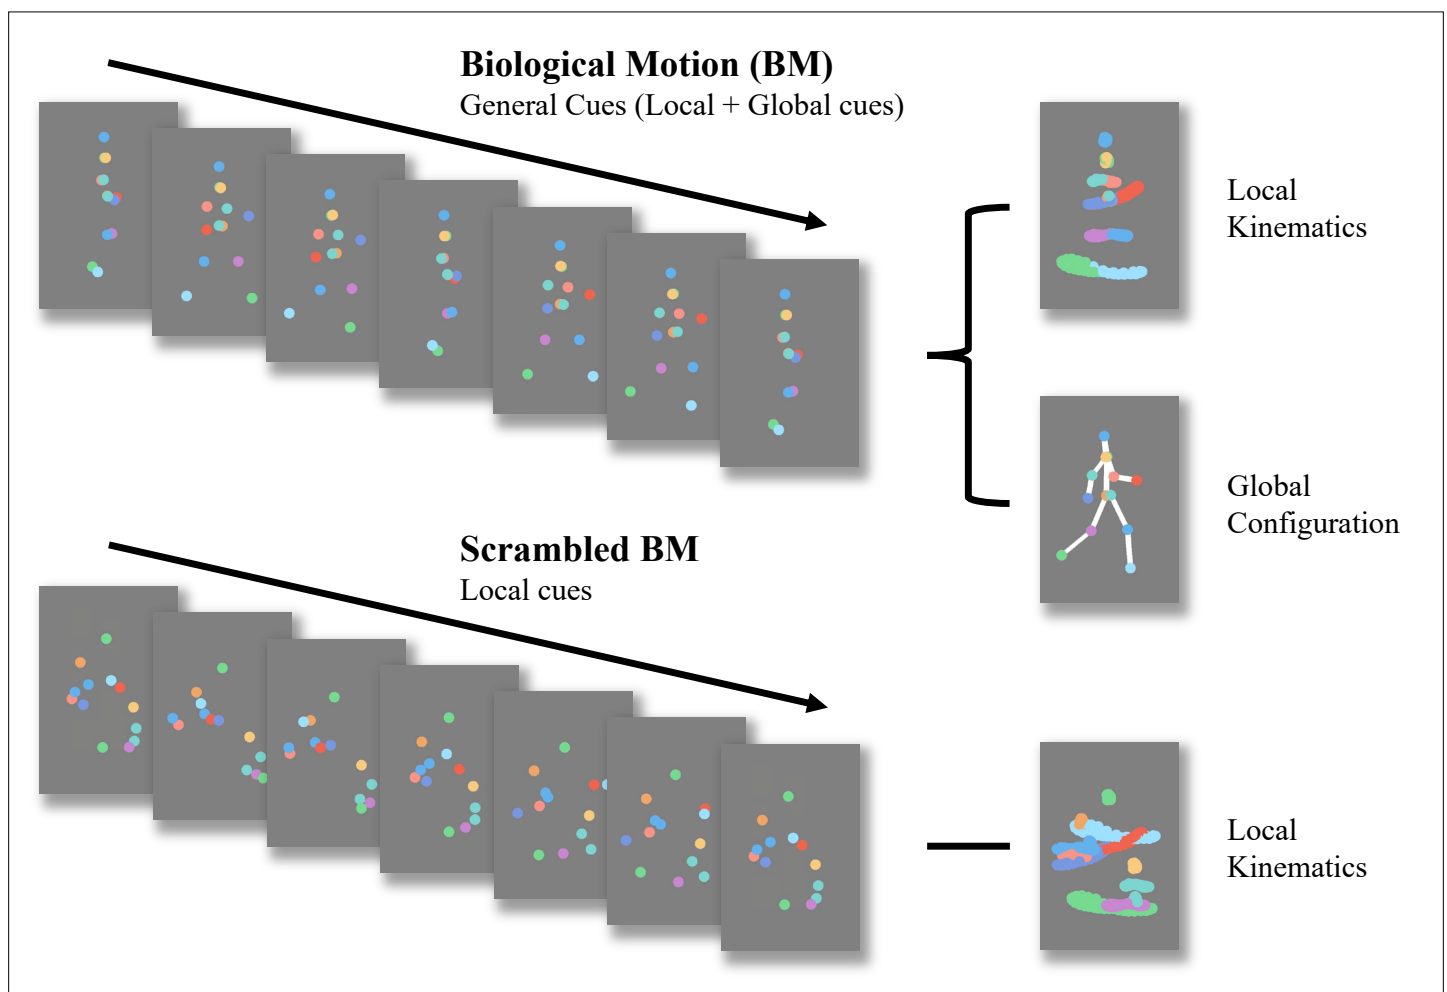 Biological Motion (BM)
General Cues (Local + Global cues)
Local
Kinematics
Global
Configuration
Scrambled BM
Local cues
Local
Kinematics